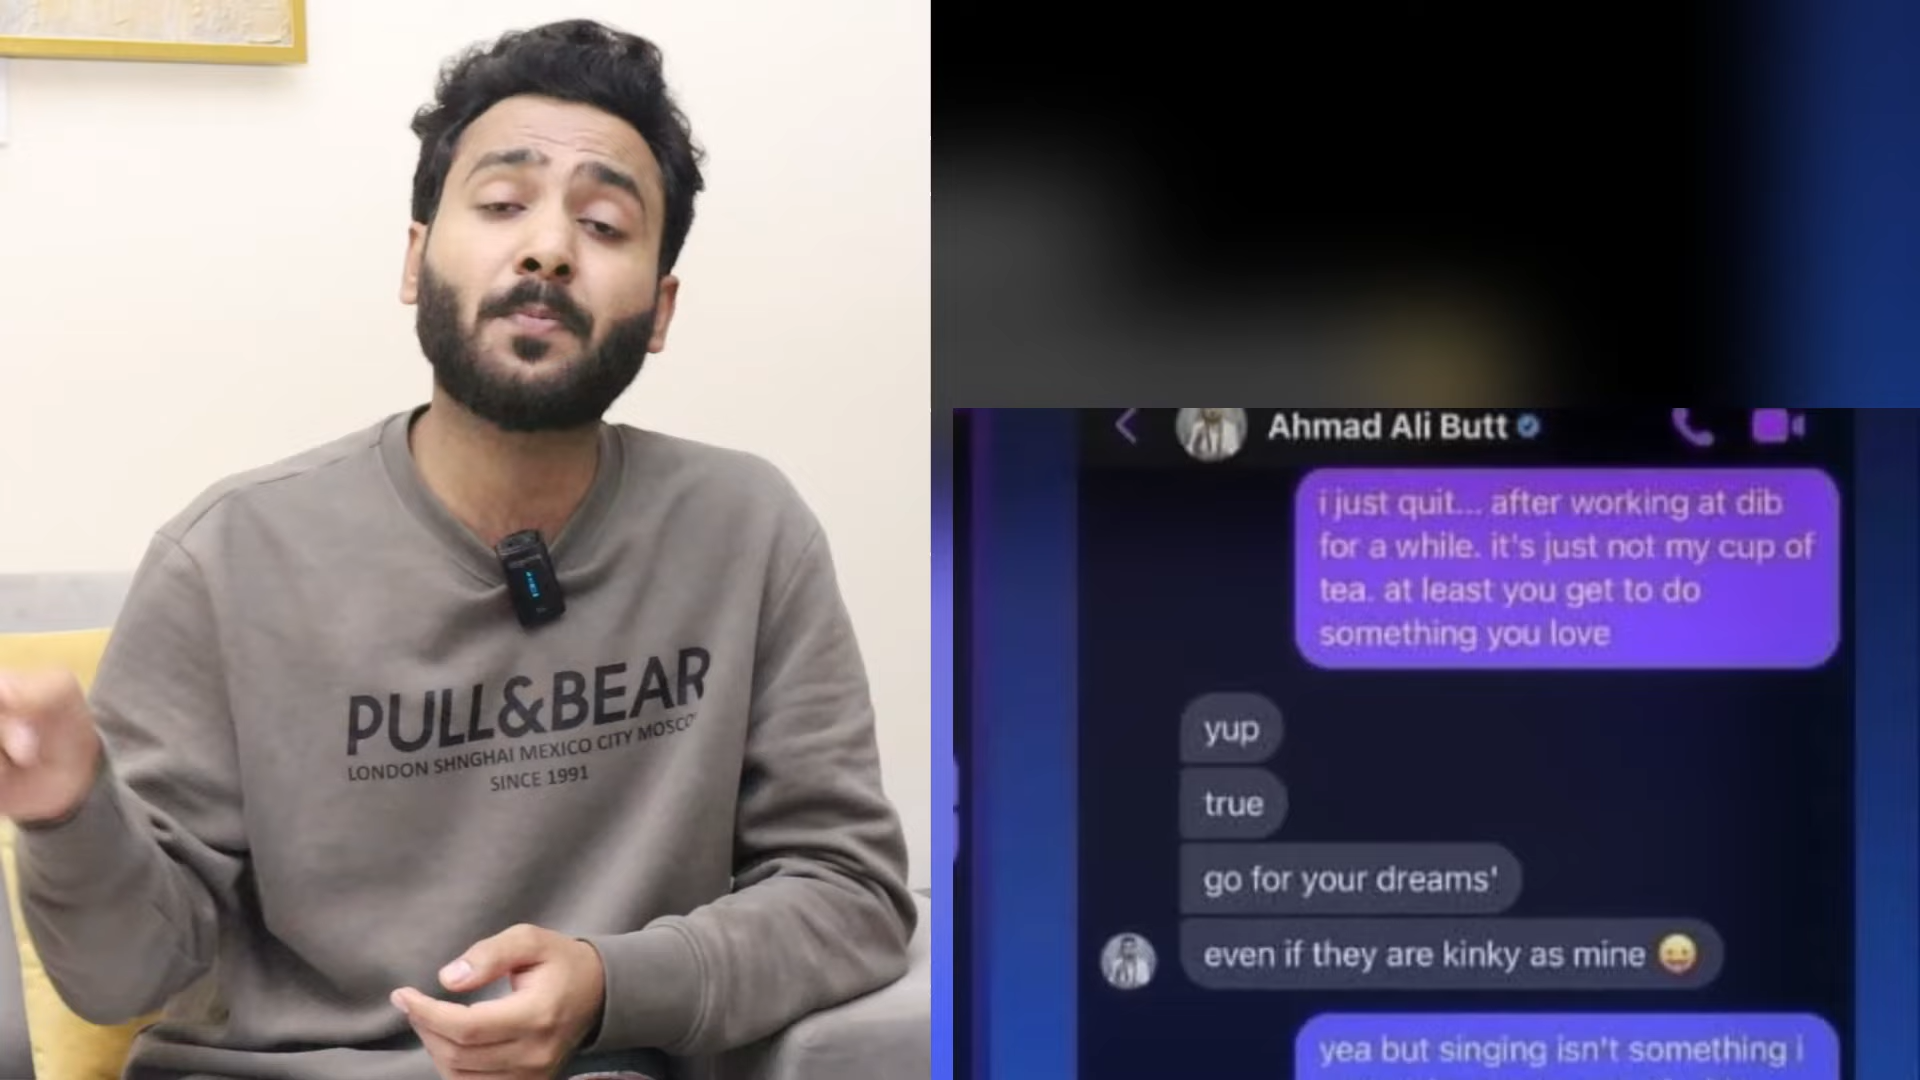 PULL&BEAR
LONDON SHNGHAI MEXICO CITY MOSCO
SINCE 1991
Ahmad Ali Butt
i just quit... after working at dib
for a while. it's just not my cup of
tea. at least you get to do
something you love
yup
true
go for your dreams'
even if they are kinky as mine
yea but singing isn't something i